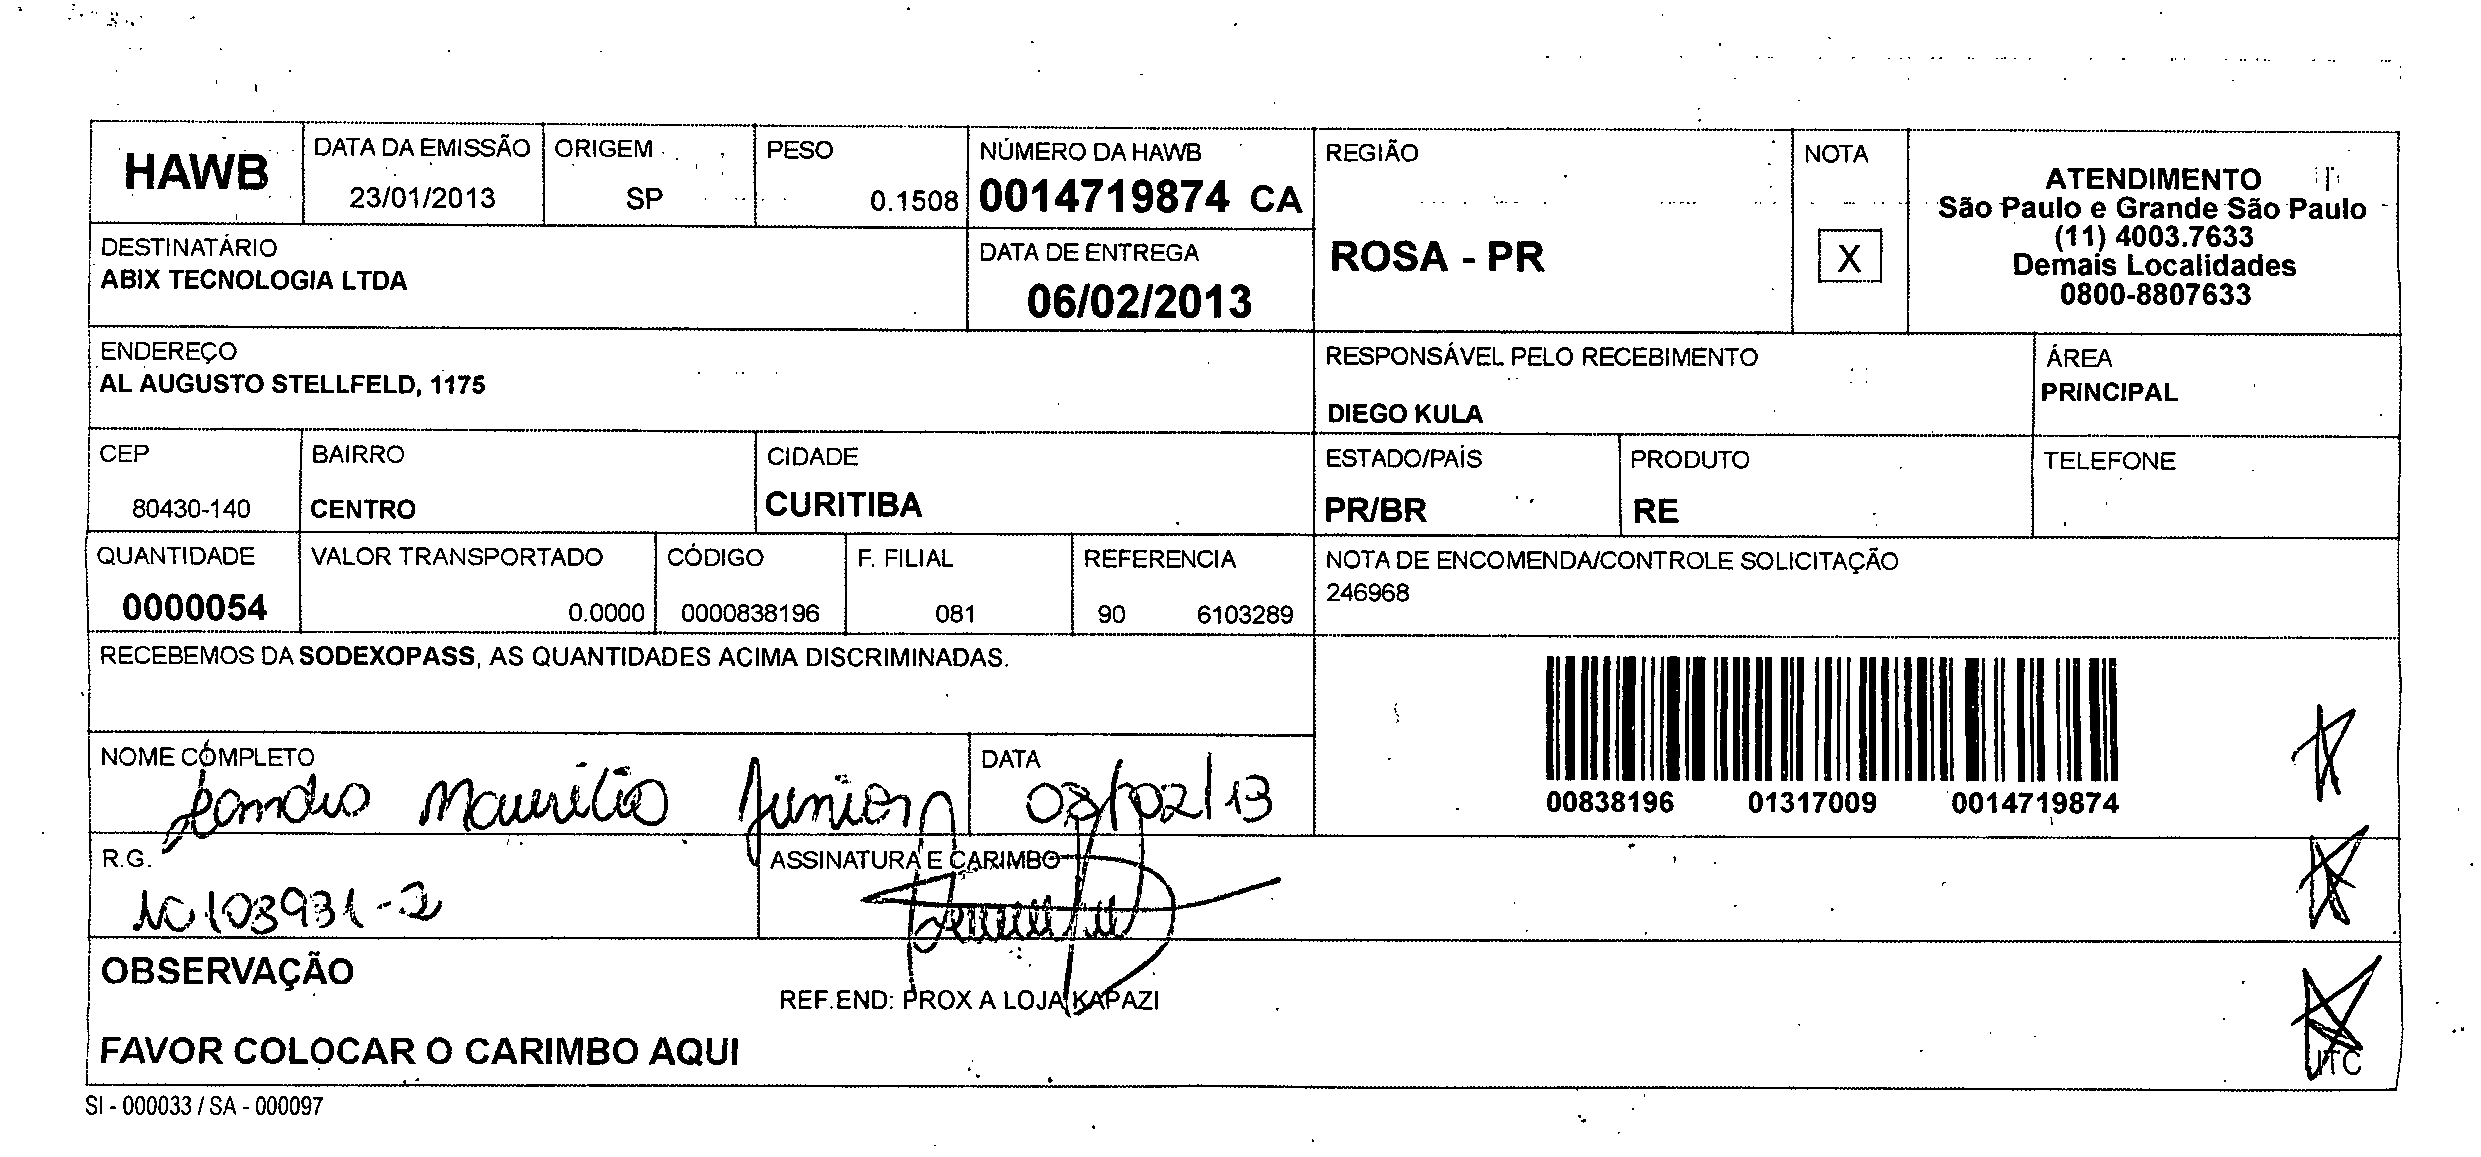 HAWB
DATA DA EMISSÃO
23/01/2013
ORIGEM
SP
PESO
0.1508
NÚMERO DA HAWB
0014719874 CA
REGIÃO
ROSA - PR
NOTA
X
ATENDIMENTO
São Paulo e Grande São Paulo
(11) 4003.7633
Demais Localidades
0800-8807633
DESTINATÁRIO
ABIX TECNOLOGIA LTDA
DATA DE ENTREGA
06/02/2013
ENDEREÇO
AL AUGUSTO STELLFELD, 1175
RESPONSÁVEL PELO RECEBIMENTO
DIEGO KULA
ÁREA
PRINCIPAL
CEP
80430-140
BAIRRO
CENTRO
CIDADE
CURITIBA
ESTADO/PAÍS
PR/BR
PRODUTO
RE
TELEFONE
QUANTIDADE
0000054
VALOR TRANSPORTADO
0.0000
CÓDIGO
0000838196
F. FILIAL
081
REFERENCIA
90 6103289
NOTA DE ENCOMENDA/CONTROLE SOLICITAÇÃO
246968
RECEBEMOS DA SODEXOPASS, AS QUANTIDADES ACIMA DISCRIMINADAS.
00838196 01317009 0014719874
NOME COMPLETO
Leandro Maurilio Junior
DATA
/02/13
R.G.
10103931-2
ASSINATURA E CARIMBO
OBSERVAÇÃO
REF.END: PROX A LOJA KAPAZI
FAVOR COLOCAR O CARIMBO AQUI
JTC
SI - 000033 / SA - 000097